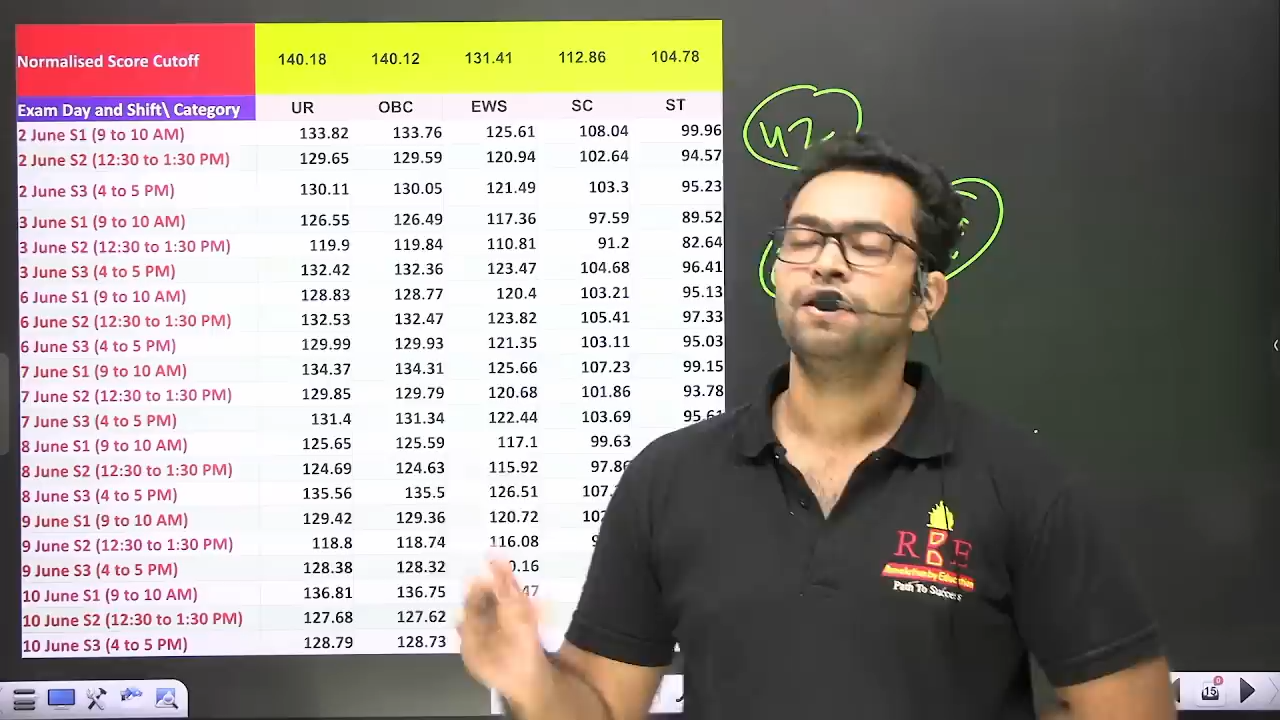 Normalised Score Cutoff 140.18 140.12 131.41 112.86 104.78
Exam Day and Shift\ Category UR OBC EWS SC ST
2 June S1 (9 to 10 AM) 133.82 133.76 125.61 108.04 99.96
2 June S2 (12:30 to 1:30 PM) 129.65 129.59 120.94 102.64 94.57
2 June S3 (4 to 5 PM) 130.11 130.05 121.49 103.3 95.23
3 June S1 (9 to 10 AM) 126.55 126.49 117.36 97.59 89.52
3 June S2 (12:30 to 1:30 PM) 119.9 119.84 110.81 91.2 82.64
3 June S3 (4 to 5 PM) 132.42 132.36 123.47 104.68 96.41
6 June S1 (9 to 10 AM) 128.83 128.77 120.4 103.21 95.13
6 June S2 (12:30 to 1:30 PM) 132.53 132.47 123.82 105.41 97.33
6 June S3 (4 to 5 PM) 129.99 129.93 121.35 103.11 95.03
7 June S1 (9 to 10 AM) 134.37 134.31 125.66 107.23 99.15
7 June S2 (12:30 to 1:30 PM) 129.85 129.79 120.68 101.86 93.78
7 June S3 (4 to 5 PM) 131.4 131.34 122.44 103.69 95.61
8 June S1 (9 to 10 AM) 125.65 125.59 117.1 99.63
8 June S2 (12:30 to 1:30 PM) 124.69 124.63 115.92 97.86
8 June S3 (4 to 5 PM) 135.56 135.5 126.51
9 June S1 (9 to 10 AM) 129.42 129.36 120.72
9 June S2 (12:30 to 1:30 PM) 118.8 118.74 116.08
9 June S3 (4 to 5 PM) 128.38 128.32
10 June S1 (9 to 10 AM) 136.81 136.75
10 June S2 (12:30 to 1:30 PM) 127.68 127.62
10 June S3 (4 to 5 PM) 128.79 128.73
42
RBE
Revolution by Education
Path To Success
15